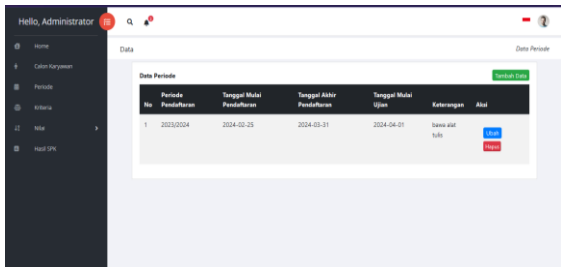 Hello, Administrator
Home
Calon Karyawan
Periode
Kriteria
Nilai
Hasil SPK
Data
Data Periode
Data Periode
Tambah Data
No Periode Pendaftaran Tanggal Mulai Pendaftaran Tanggal Akhir Pendaftaran Tanggal Mulai Ujian Keterangan Aksi
1 2023/2024 2024-02-25 2024-03-31 2024-04-01 bawa alat tulis
Ubah
Hapus